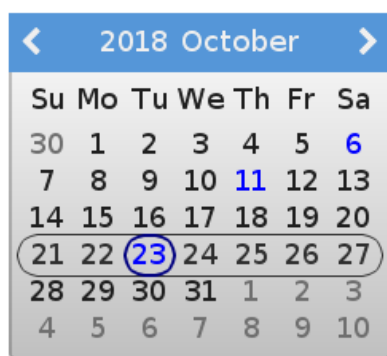 2018 October
Su Mo Tu We Th Fr Sa
30 1 2 3 4 5 6
7 8 9 10 11 12 13
14 15 16 17 18 19 20
21 22 23 24 25 26 27
28 29 30 31 1 2 3
4 5 6 7 8 9 10